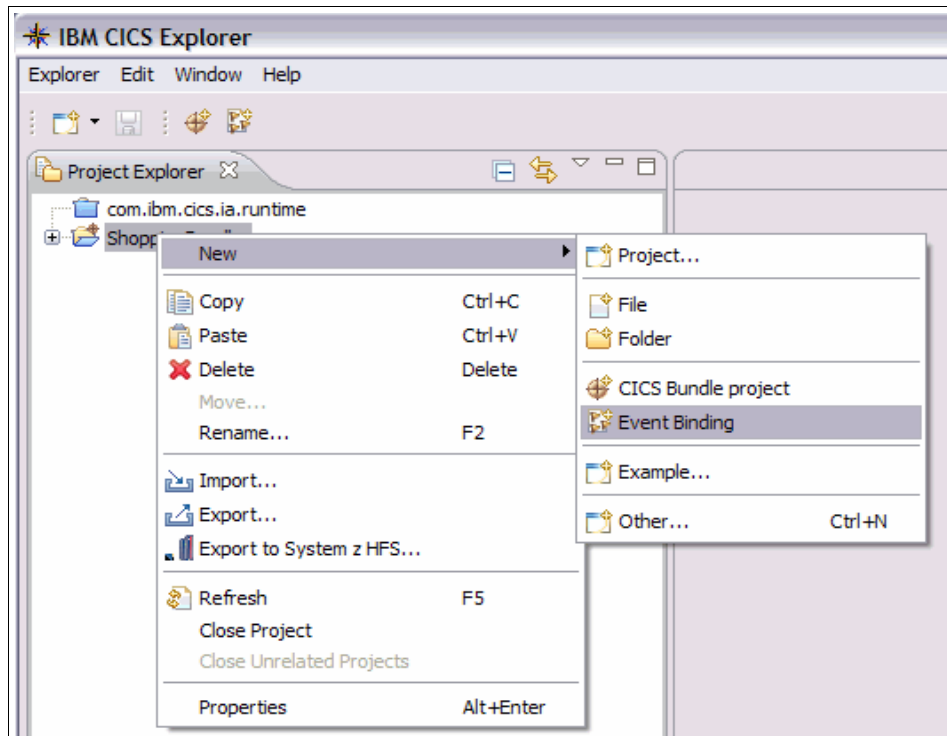 IBM CICS Explorer
Explorer Edit Window Help
Project Explorer
com.ibm.cics.ia.runtime
New
Copy Ctrl+C
Paste Ctrl+V
Delete Delete
Move...
Rename... F2
Import...
Export...
Export to System z HFS...
Refresh F5
Close Project
Close Unrelated Projects
Properties Alt+Enter
Project...
File
Folder
CICS Bundle project
Event Binding
Example...
Other... Ctrl+N